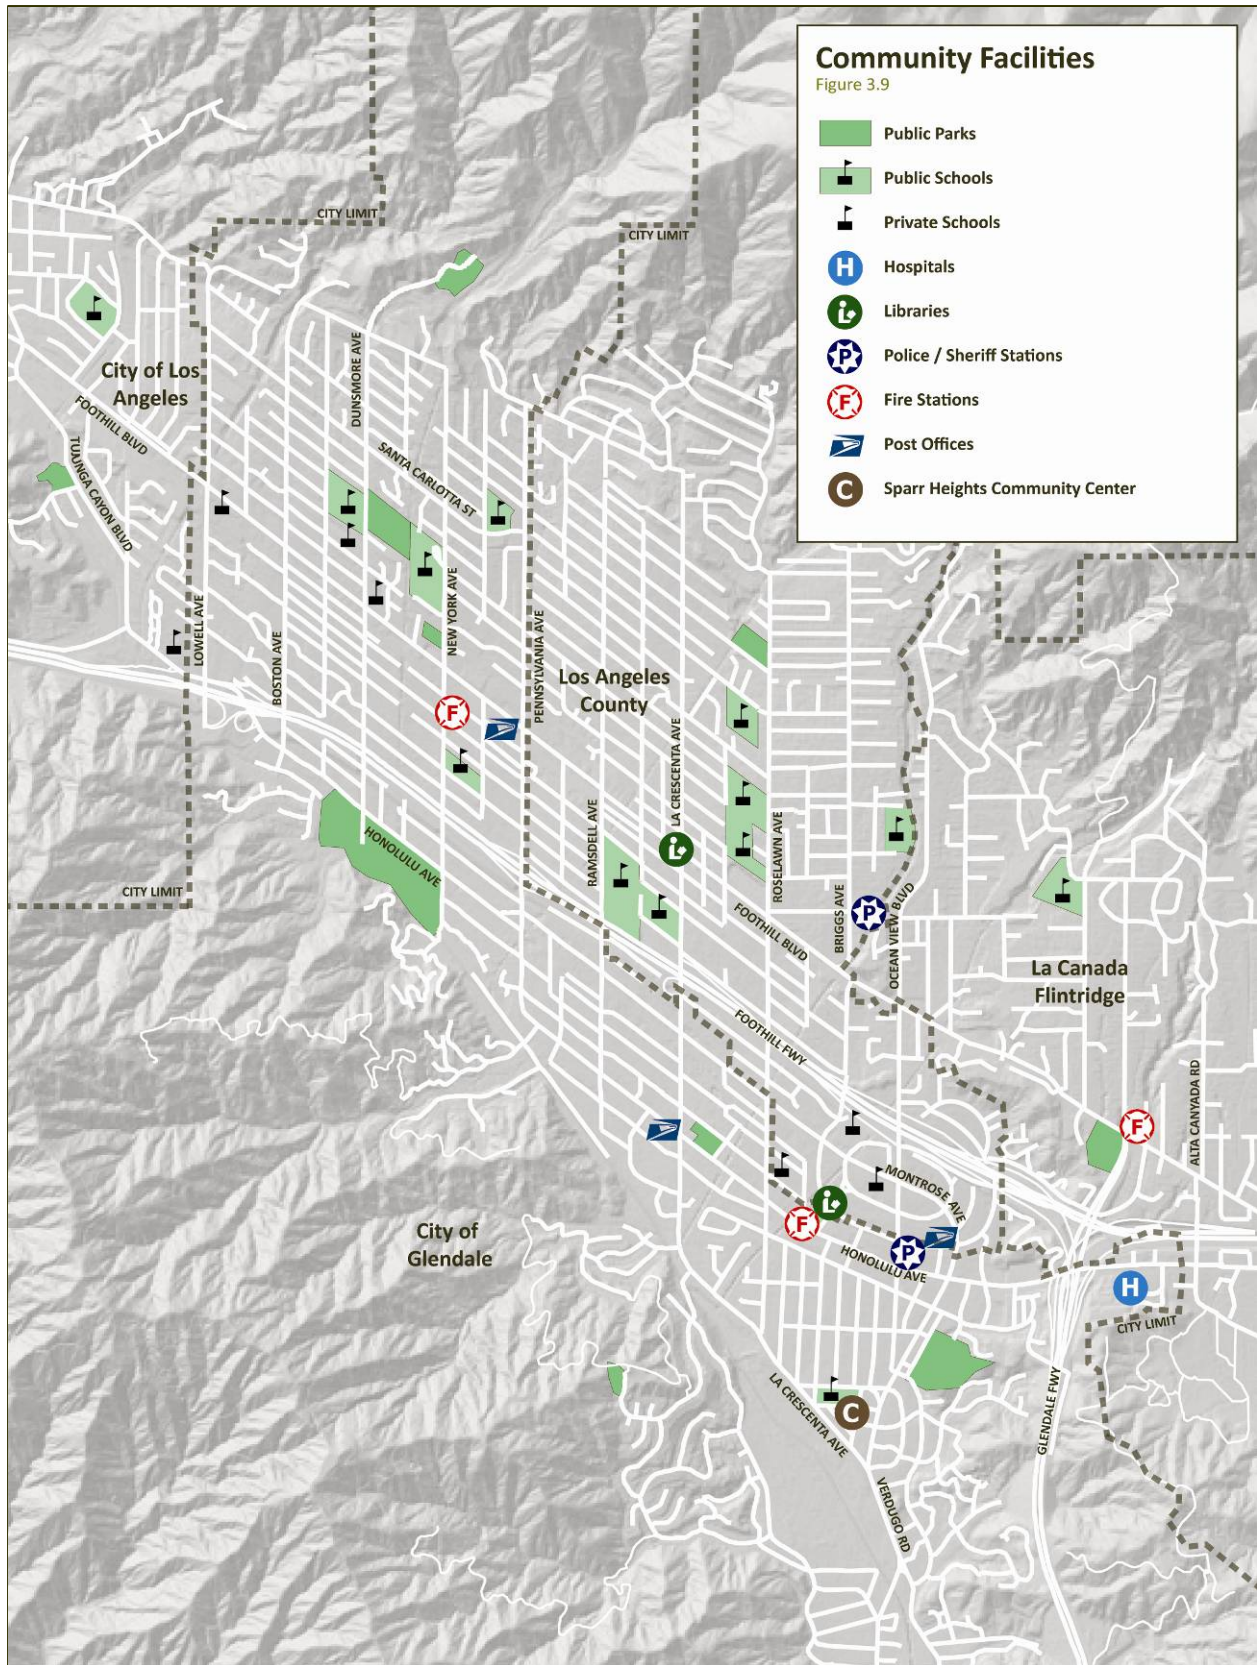 Community Facilities
Figure 3.9
Public Parks
Public Schools
Private Schools
H
Hospitals
Libraries
P
Police / Sheriff Stations
F
Fire Stations
Post Offices
C
Sparr Heights Community Center
CITY LIMIT
CITY LIMIT
City of Los
Angeles
DUNSMORE AVE
FOOTHILL BLVD
TUJUNGA CAYON BLVD
SANTA CARLOTTA ST
LOWELL AVE
BOSTON AVE
NEW YORK AVE
PENNSYLVANIA AVE
Los Angeles
County
F
LA CRESCENTA AVE
RAMSDELL AVE
ROSELAWN AVE
HONOLULU AVE
CITY LIMIT
BRIGGS AVE
P
OCEAN VIEW BLVD
FOOTHILL BLVD
La Canada
Flintridge
FOOTHILL FWY
ALTA CANYADA RD
F
MONTROSE AVE
City of
Glendale
F
P
HONOLULU AVE
H
CITY LIMIT
GLENDALE FWY
LA CRESCENTA AVE
C
VERDUGO RD